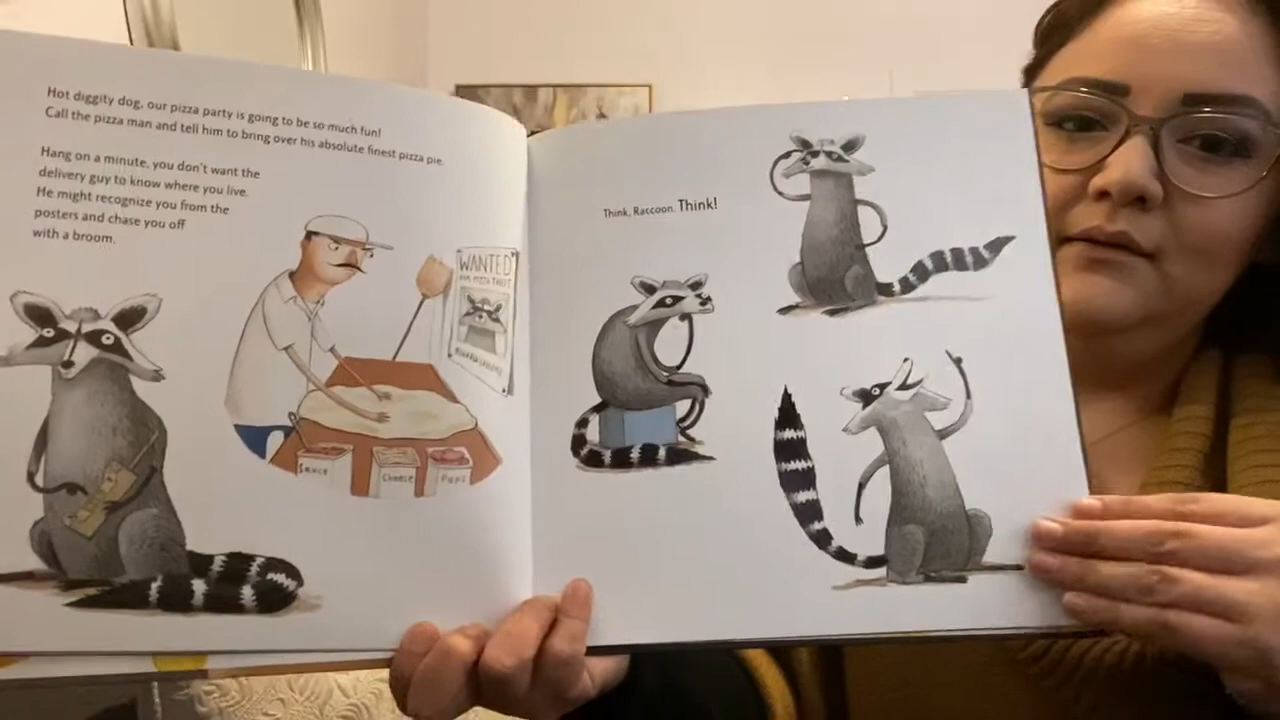 Hot diggity dog, our pizza party is going to be so much fun!
Call the pizza man and tell him to bring over his absolute finest pizza pie.
Hang on a minute, you don't want the
delivery guy to know where you live.
He might recognize you from the
posters and chase you off
with a broom.
WANTED
FOR PIZZA THEFT
Sauce
Cheese
Think, Raccoon. Think!